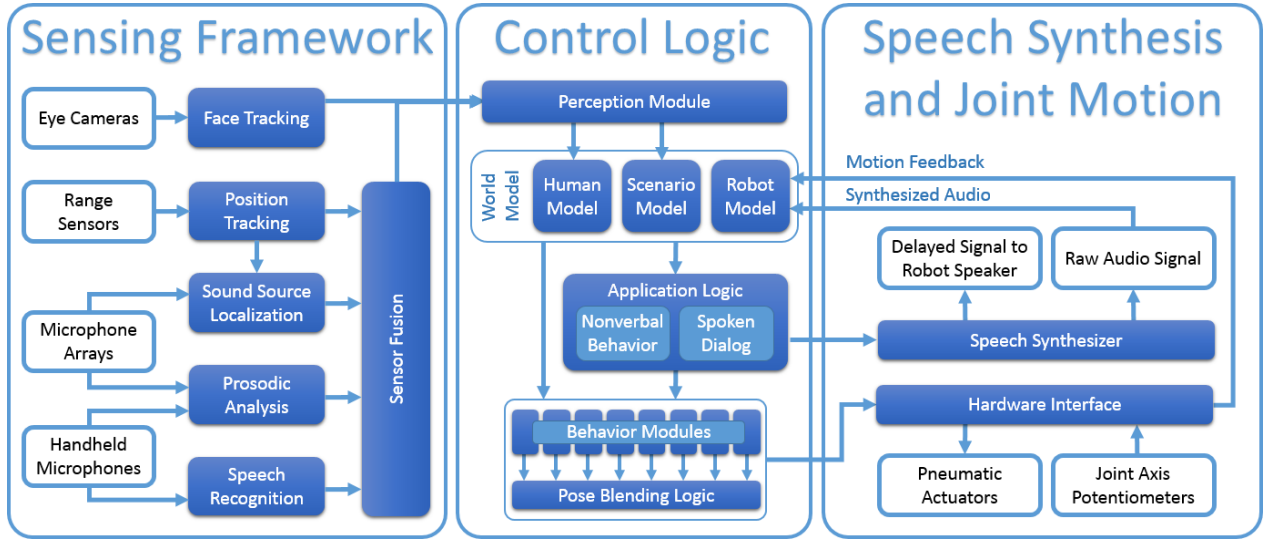 Sensing Framework
Eye Cameras
Face Tracking
Range
Sensors
Position
Tracking
Sound Source
Localization
Microphone
Arrays
Prosodic
Analysis
Handheld
Microphones
Speech
Recognition
Sensor Fusion
Control Logic
Perception Module
World
Model
Human
Model
Scenario
Model
Robot
Model
Application Logic
Nonverbal
Behavior
Spoken
Dialog
Behavior Modules
Pose Blending Logic
Speech Synthesis
and Joint Motion
Motion Feedback
Synthesized Audio
Delayed Signal to
Robot Speaker
Raw Audio Signal
Speech Synthesizer
Hardware Interface
Pneumatic
Actuators
Joint Axis
Potentiometers